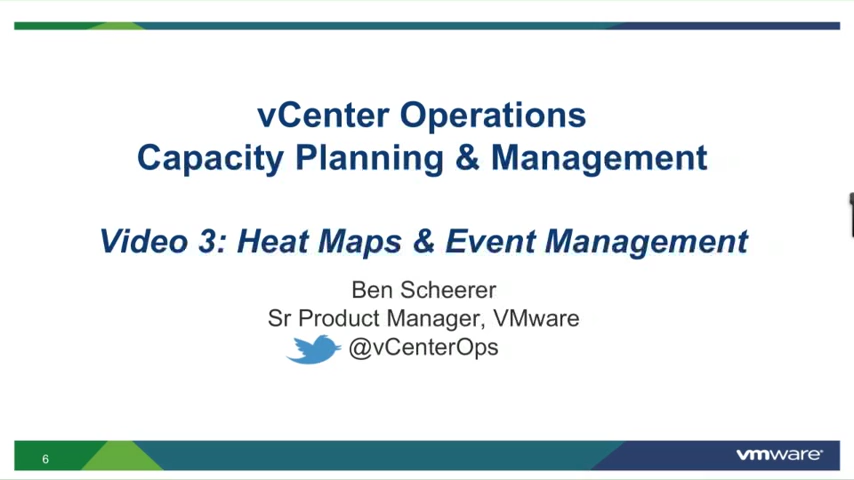 vCenter Operations
Capacity Planning & Management
Video 3: Heat Maps & Event Management
Ben Scheerer
Sr Product Manager, VMware
@vCenterOps
6
vmware